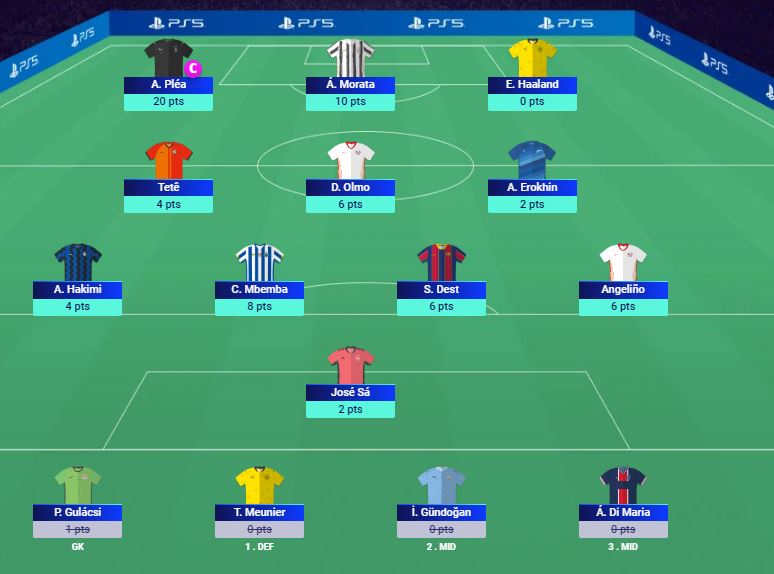 PS5 PS5 PS5 PS5
PS5 PS5
PS5 PS5
C
A. Pléa Á. Morata E. Haaland
20 pts 10 pts 0 pts
Tetê D. Olmo A. Erokhin
4 pts 6 pts 2 pts
A. Hakimi C. Mbemba S. Dest Angeliño
4 pts 8 pts 6 pts 6 pts
José Sá
2 pts
P. Gulácsi T. Meunier İ. Gündoğan Á. Di Maria
1 pts 0 pts 0 pts 0 pts
GK 1. DEF 2. MID 3. MID